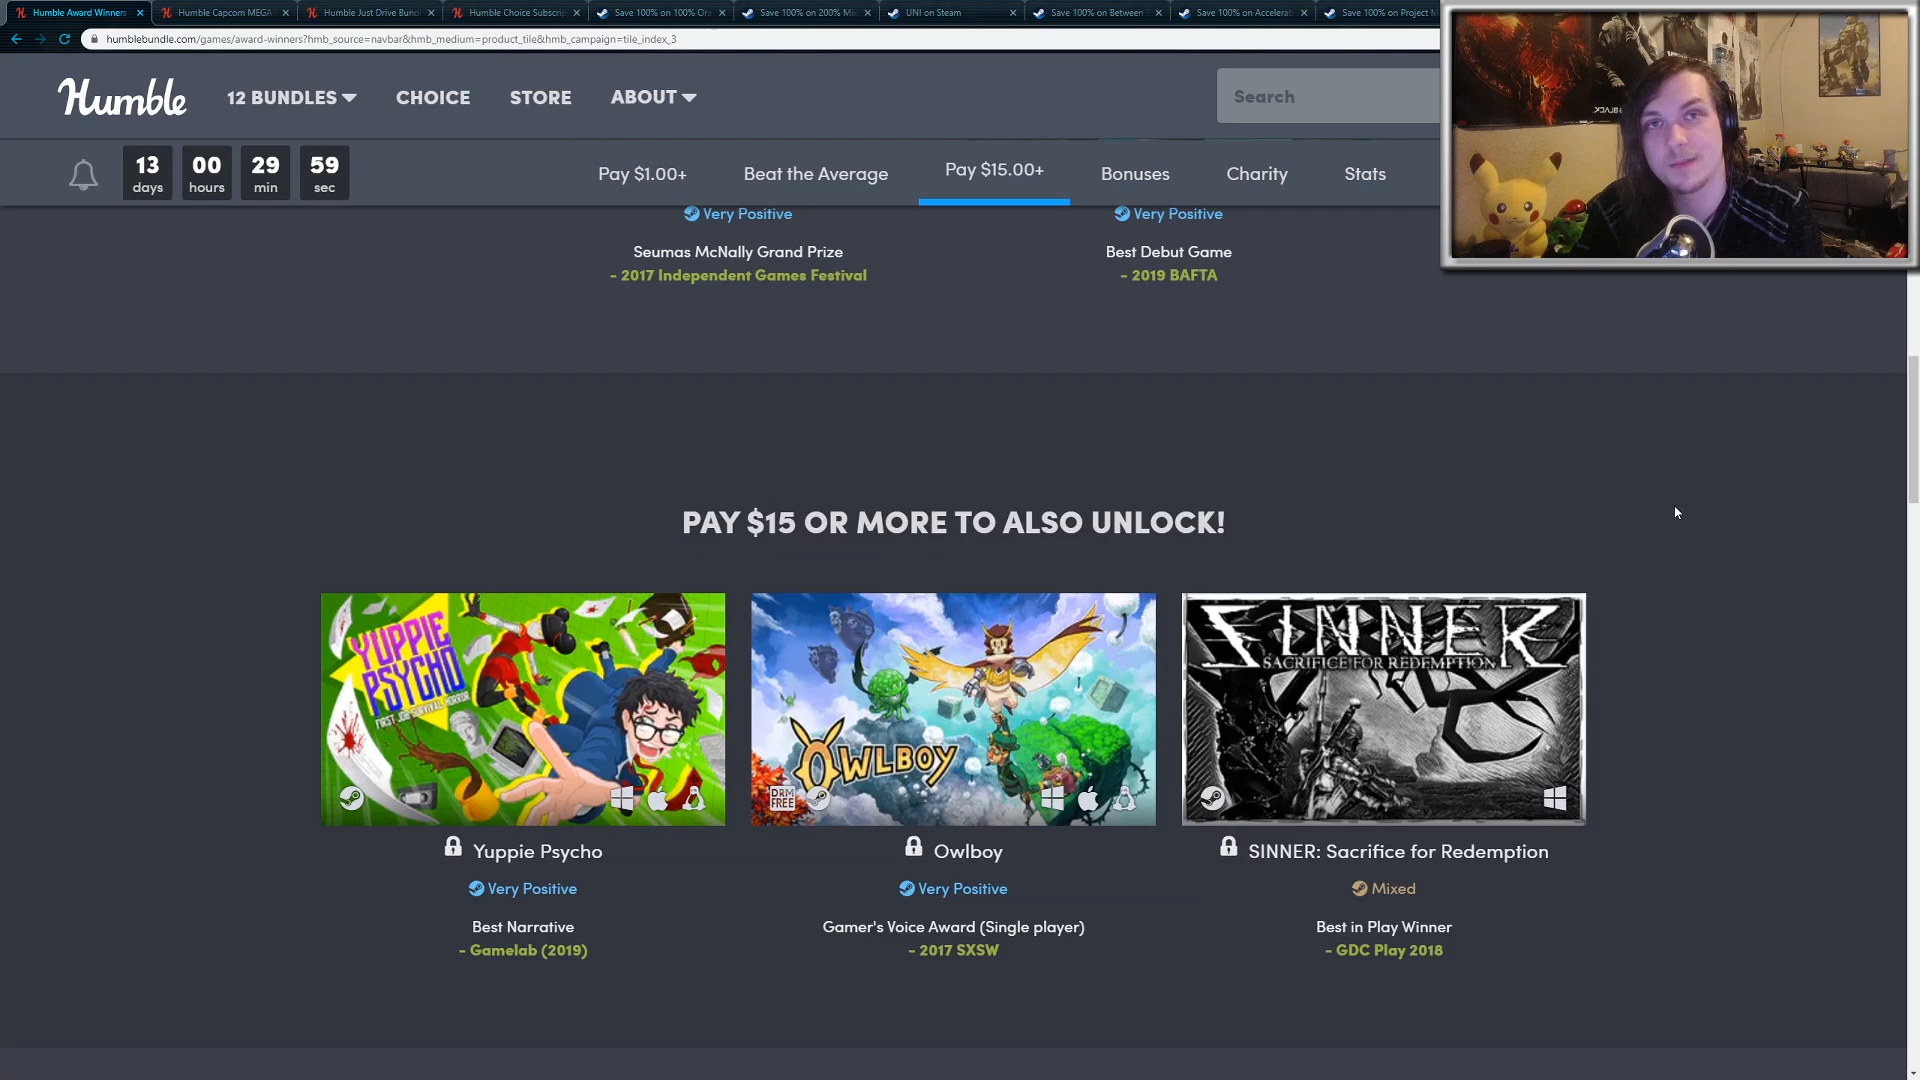 Humble Award Winners
Humble Capcom MEGA
Humble Just Drive Bund
Humble Choice Subscrip
Save 100% on 100% Ora
Save 100% on 200% Mi
UNI on Steam
Save 100% on Between
Save 100% on Accelerat
Save 100% on Project M
humblebundle.com/games/award-winners?hmb_source=navbar&hmb_medium=product_tile&hmb_campaign=tile_index_3
Humble
12 BUNDLES
CHOICE
STORE
ABOUT
Search
13 days
00 hours
29 min
59 sec
Pay $1.00+
Beat the Average
Pay $15.00+
Bonuses
Charity
Stats
Very Positive
Very Positive
Seumas McNally Grand Prize
- 2017 Independent Games Festival
Best Debut Game
- 2019 BAFTA
PAY $15 OR MORE TO ALSO UNLOCK!
YUPPIE
PSYCHO
FIRST JOB SURVIVAL HORROR
OWLBOY
DRM
FREE
SINNER
SACRIFICE FOR REDEMPTION
Yuppie Psycho
Very Positive
Best Narrative
- Gamelab (2019)
Owlboy
Very Positive
Gamer's Voice Award (Single player)
- 2017 SXSW
SINNER: Sacrifice for Redemption
Mixed
Best in Play Winner
- GDC Play 2018